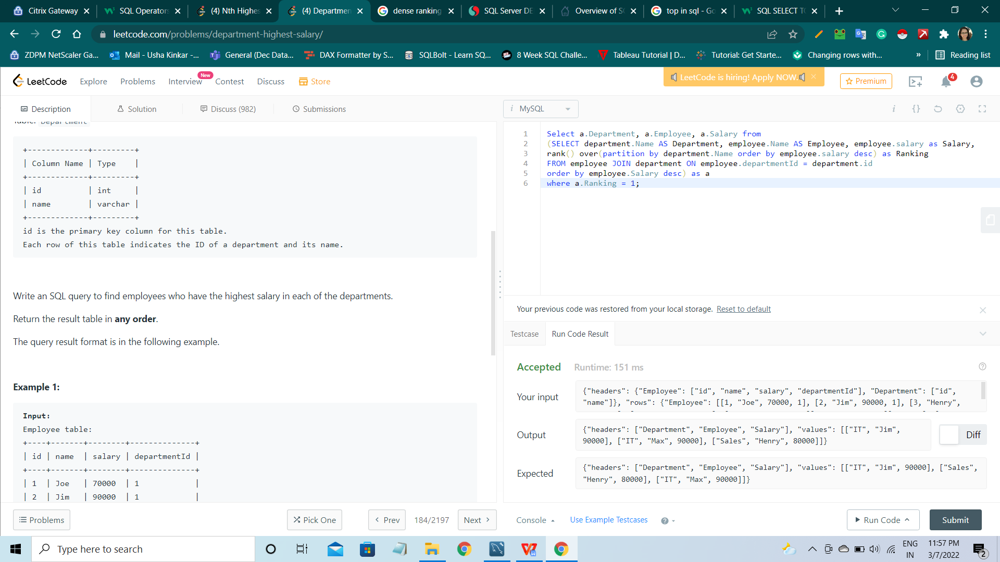 Citrix Gateway
SQL Operators
(4) Nth Highes
(4) Departmen
dense ranking
SQL Server DE
Overview of SQ
top in sql - Go
SQL SELECT TO
leetcode.com/problems/department-highest-salary/
ZDPM NetScaler Ga...
Mail - Usha Kinkar -...
General (Dec Data...
DAX Formatter by S...
SQLBolt - Learn SQ...
8 Week SQL Challe...
Tableau Tutorial | D...
Tutorial: Get Starte...
Changing rows with...
»
Reading list
LeetCode
Explore
Problems
Interview
New
Contest
Discuss
Store
LeetCode is hiring! Apply NOW.
Premium
4
Description
Solution
Discuss (982)
Submissions
Table: Department
+-------------+---------+
| Column Name | Type    |
+-------------+---------+
| id          | int     |
| name        | varchar |
+-------------+---------+
id is the primary key column for this table.
Each row of this table indicates the ID of a department and its name.
Write an SQL query to find employees who have the highest salary in each of the departments.
Return the result table in any order.
The query result format is in the following example.
Example 1:
Input:
Employee table:
+----+-------+--------+--------------+
| id | name  | salary | departmentId |
+----+-------+--------+--------------+
| 1  | Joe   | 70000  | 1            |
| 2  | Jim   | 90000  | 1            |
Problems
Pick One
Prev
184/2197
Next
MySQL
1 Select a.Department, a.Employee, a.Salary from
2 (SELECT department.Name AS Department, employee.Name AS Employee, employee.salary as Salary,
3 rank() over(partition by department.Name order by employee.salary desc) as Ranking
4 FROM employee JOIN department ON employee.departmentId = department.id
5 order by employee.Salary desc) as a
6 where a.Ranking = 1;
Your previous code was restored from your local storage. Reset to default
Testcase
Run Code Result
Accepted
Runtime: 151 ms
Your input
{"headers": {"Employee": ["id", "name", "salary", "departmentId"], "Department": ["id",
"name"]}, "rows": {"Employee": [[1, "Joe", 70000, 1], [2, "Jim", 90000, 1], [3, "Henry",
Output
{"headers": ["Department", "Employee", "Salary"], "values": [["IT", "Jim",
90000], ["IT", "Max", 90000], ["Sales", "Henry", 80000]]}
Diff
Expected
{"headers": ["Department", "Employee", "Salary"], "values": [["IT", "Jim", 90000], ["Sales",
"Henry", 80000], ["IT", "Max", 90000]]}
Console
Use Example Testcases
Run Code
Submit
Type here to search
ENG
IN
11:57 PM
3/7/2022
2